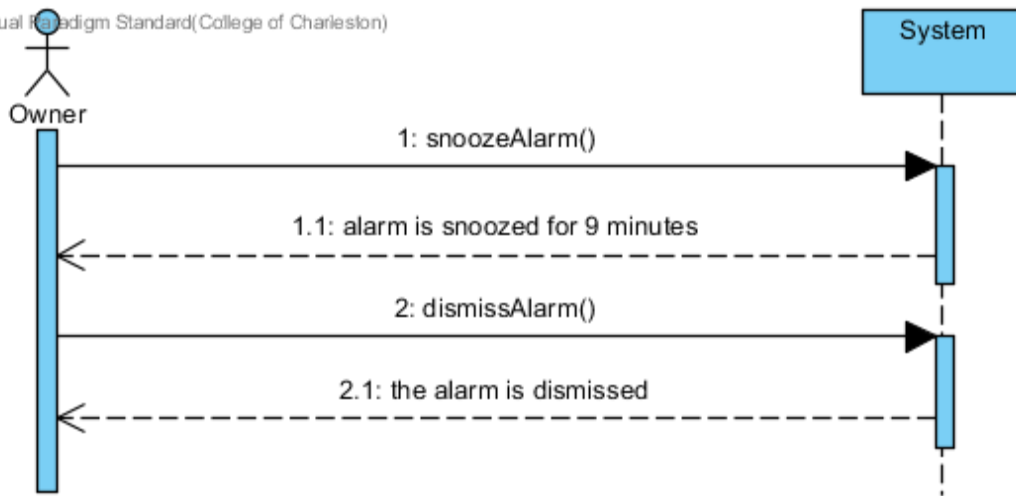 ual Paradigm Standard(College of Charleston)
System
Owner
1: snoozeAlarm()
1.1: alarm is snoozed for 9 minutes
2: dismissAlarm()
2.1: the alarm is dismissed